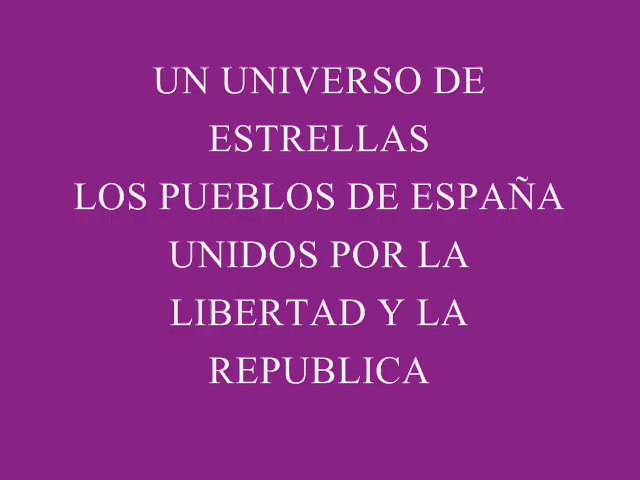 UN UNIVERSO DE
ESTRELLAS
LOS PUEBLOS DE ESPAÑA
UNIDOS POR LA
LIBERTAD Y LA
REPUBLICA